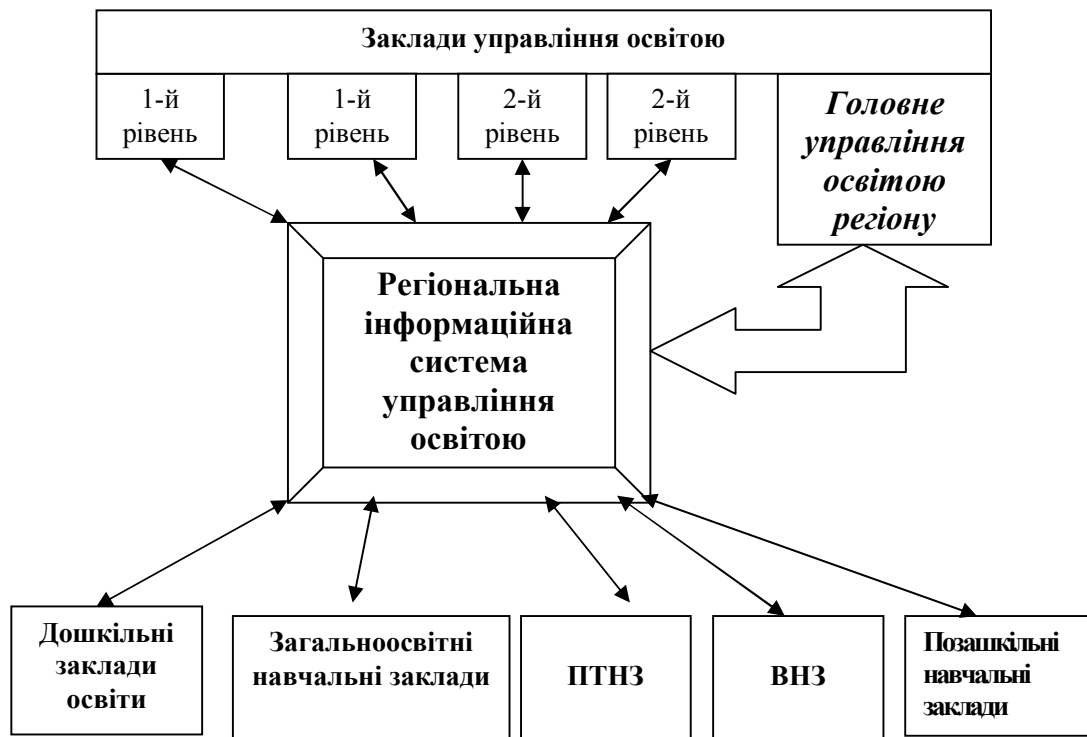 Заклади управління освітою
1-й
рівень
1-й
рівень
2-й
рівень
2-й
рівень
Головне
управління
освітою
регіону
Регіональна
інформаційна
система
управління
освітою
Дошкільні
заклади
освіти
Загальноосвітні
навчальні заклади
ПТНЗ
ВНЗ
Позашкільні
навчальні
заклади